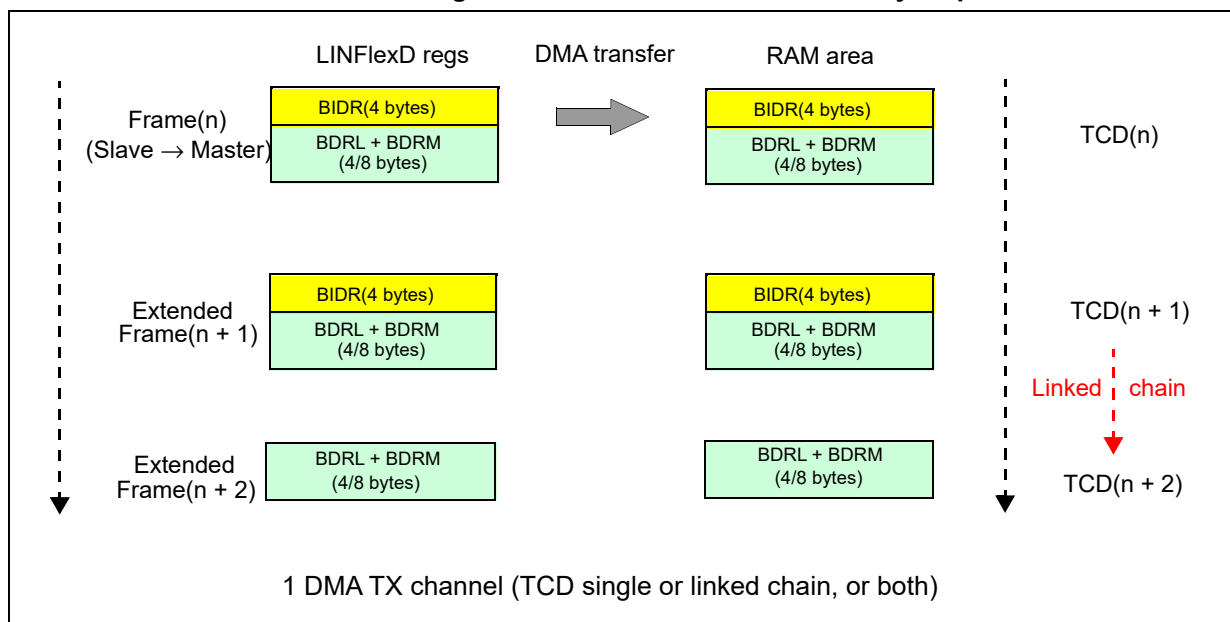 LINFlexD regs DMA transfer RAM area
Frame(n)
(Slave → Master)
BIDR(4 bytes)
BDRL + BDRM
(4/8 bytes)
BIDR(4 bytes)
BDRL + BDRM
(4/8 bytes)
TCD(n)
Extended
Frame(n + 1)
BIDR(4 bytes)
BDRL + BDRM
(4/8 bytes)
BIDR(4 bytes)
BDRL + BDRM
(4/8 bytes)
TCD(n + 1)
Linked chain
Extended
Frame(n + 2)
BDRL + BDRM
(4/8 bytes)
BDRL + BDRM
(4/8 bytes)
TCD(n + 2)
1 DMA TX channel (TCD single or linked chain, or both)